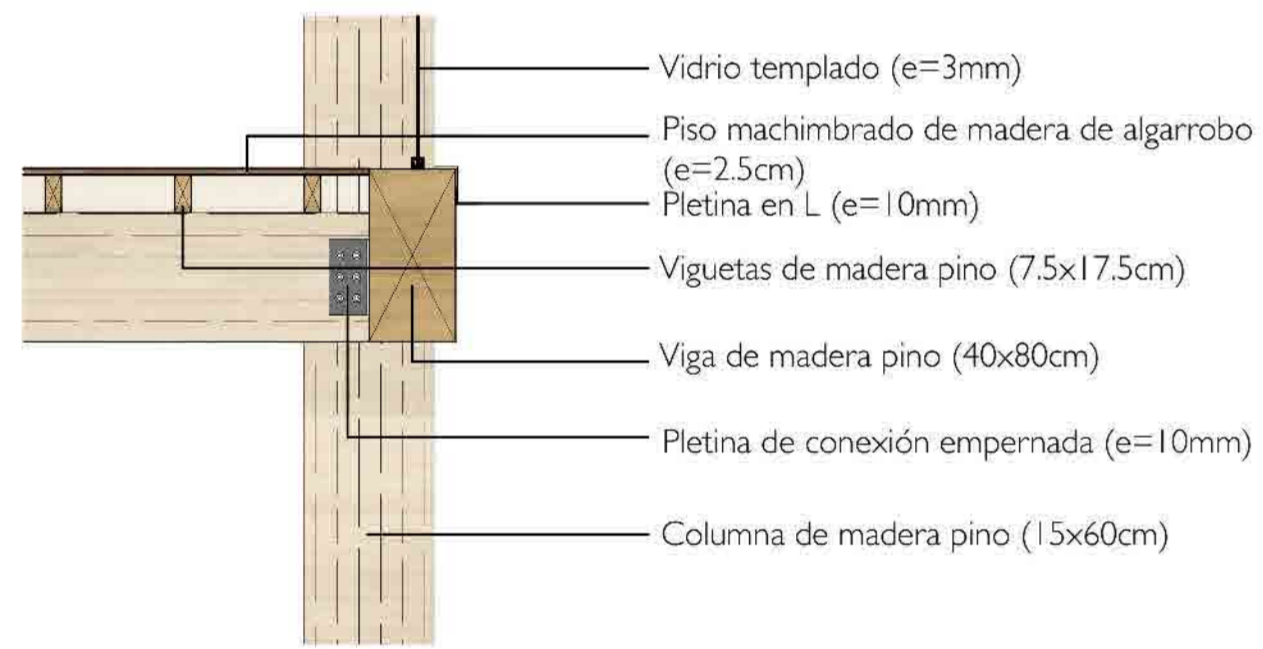 Vidrio templado (e=3mm)
Piso machimbrado de madera de algarrobo
(e=2.5cm)
Pletina en L (e=10mm)
Viguetas de madera pino (7.5x17.5cm)
Viga de madera pino (40x80cm)
Pletina de conexión empernada (e=10mm)
Columna de madera pino (15x60cm)